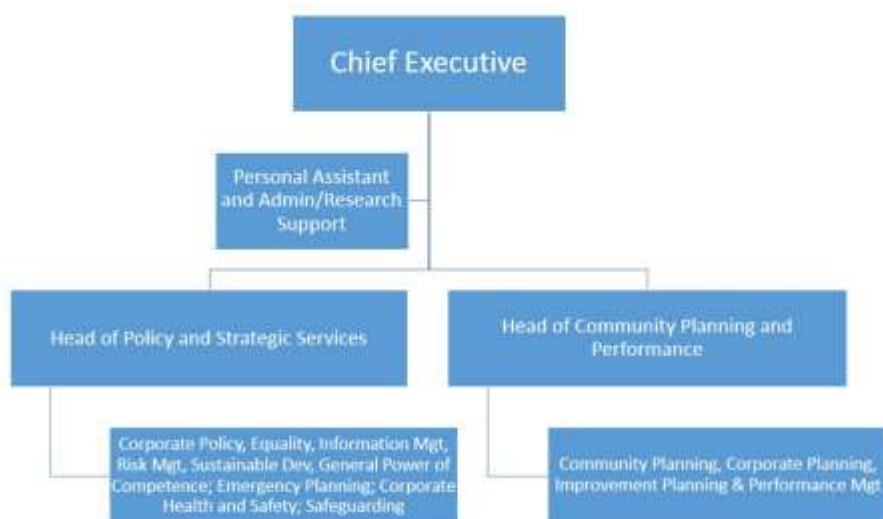 Chief Executive
Personal Assistant
and Admin/Research
Support
Head of Policy and Strategic Services
Head of Community Planning and
Performance
Corporate Policy, Equality, Information Mgt,
Risk Mgt, Sustainable Dev, General Power of
Competence; Emergency Planning; Corporate
Health and Safety; Safeguarding
Community Planning, Corporate Planning,
Improvement Planning & Performance Mgt